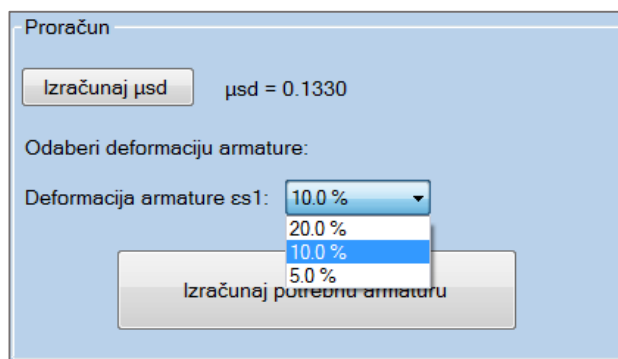 Proračun
Izračunaj μsd μsd = 0.1330
Odaberi deformaciju armature:
Deformacija armature εs1: 10.0 %
20.0 %
10.0 %
5.0 %
Izračunaj potrebnu armaturu